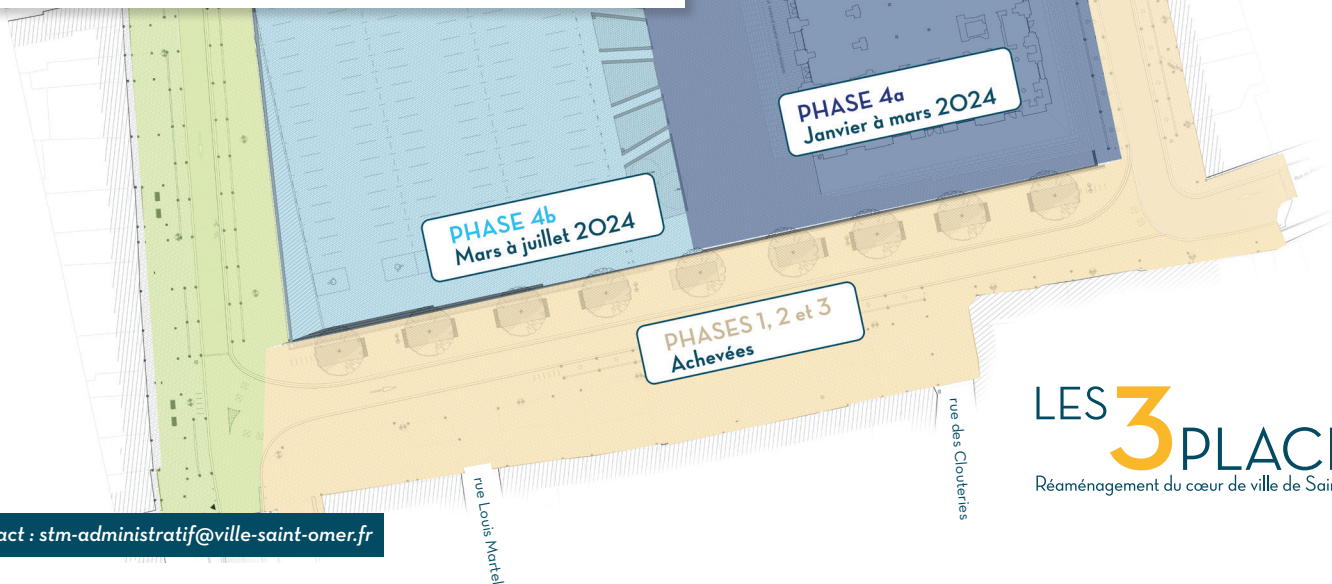 PHASE 4a
Janvier à mars 2024
PHASE 4b
Mars à juillet 2024
PHASES 1, 2 et 3
Achevées
rue des Clouteries
rue Louis Martel
LES 3 PLAC
Réaménagement du cœur de ville de Sain
act : stm-administratif@ville-saint-omer.fr